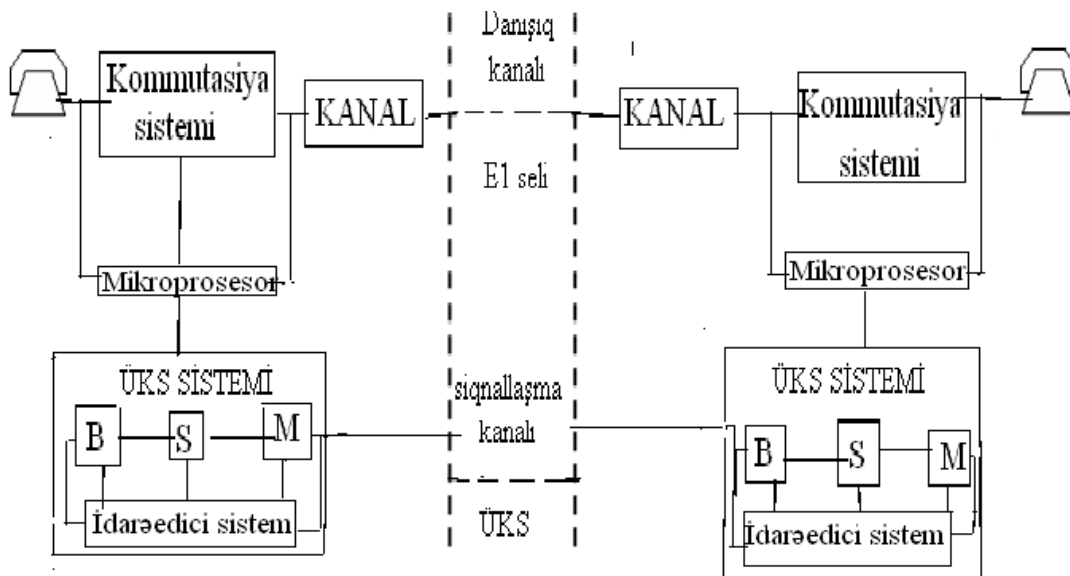 Kommutasiya
sistemi
KANAL
Mikroprosesor
ÜKS SİSTEMİ
B
S
M
İdarəedici sistem
Danışıq
kanalı
E1 seli
siqnallaşma
kanalı
ÜKS
KANAL
Kommutasiya
sistemi
Mikroprosesor
ÜKS SİSTEMİ
B
S
M
İdarəedici sistem